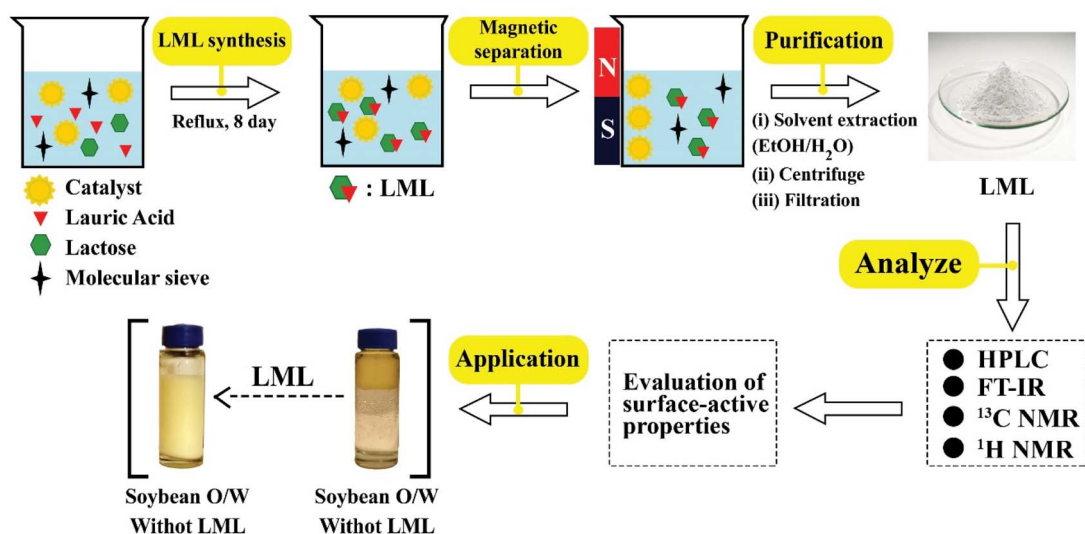 LML synthesis
Reflux, 8 day
Magnetic
separation
N
S
Purification
(i) Solvent extraction
(EtOH/H₂O)
(ii) Centrifuge
(iii) Filtration
LML
Catalyst
Lauric Acid
Lactose
Molecular sieve
: LML
Analyze
HPLC
FT-IR
¹³C NMR
¹H NMR
Evaluation of
surface-active
properties
Application
LML
Soybean O/W
Withot LML
Soybean O/W
Withot LML